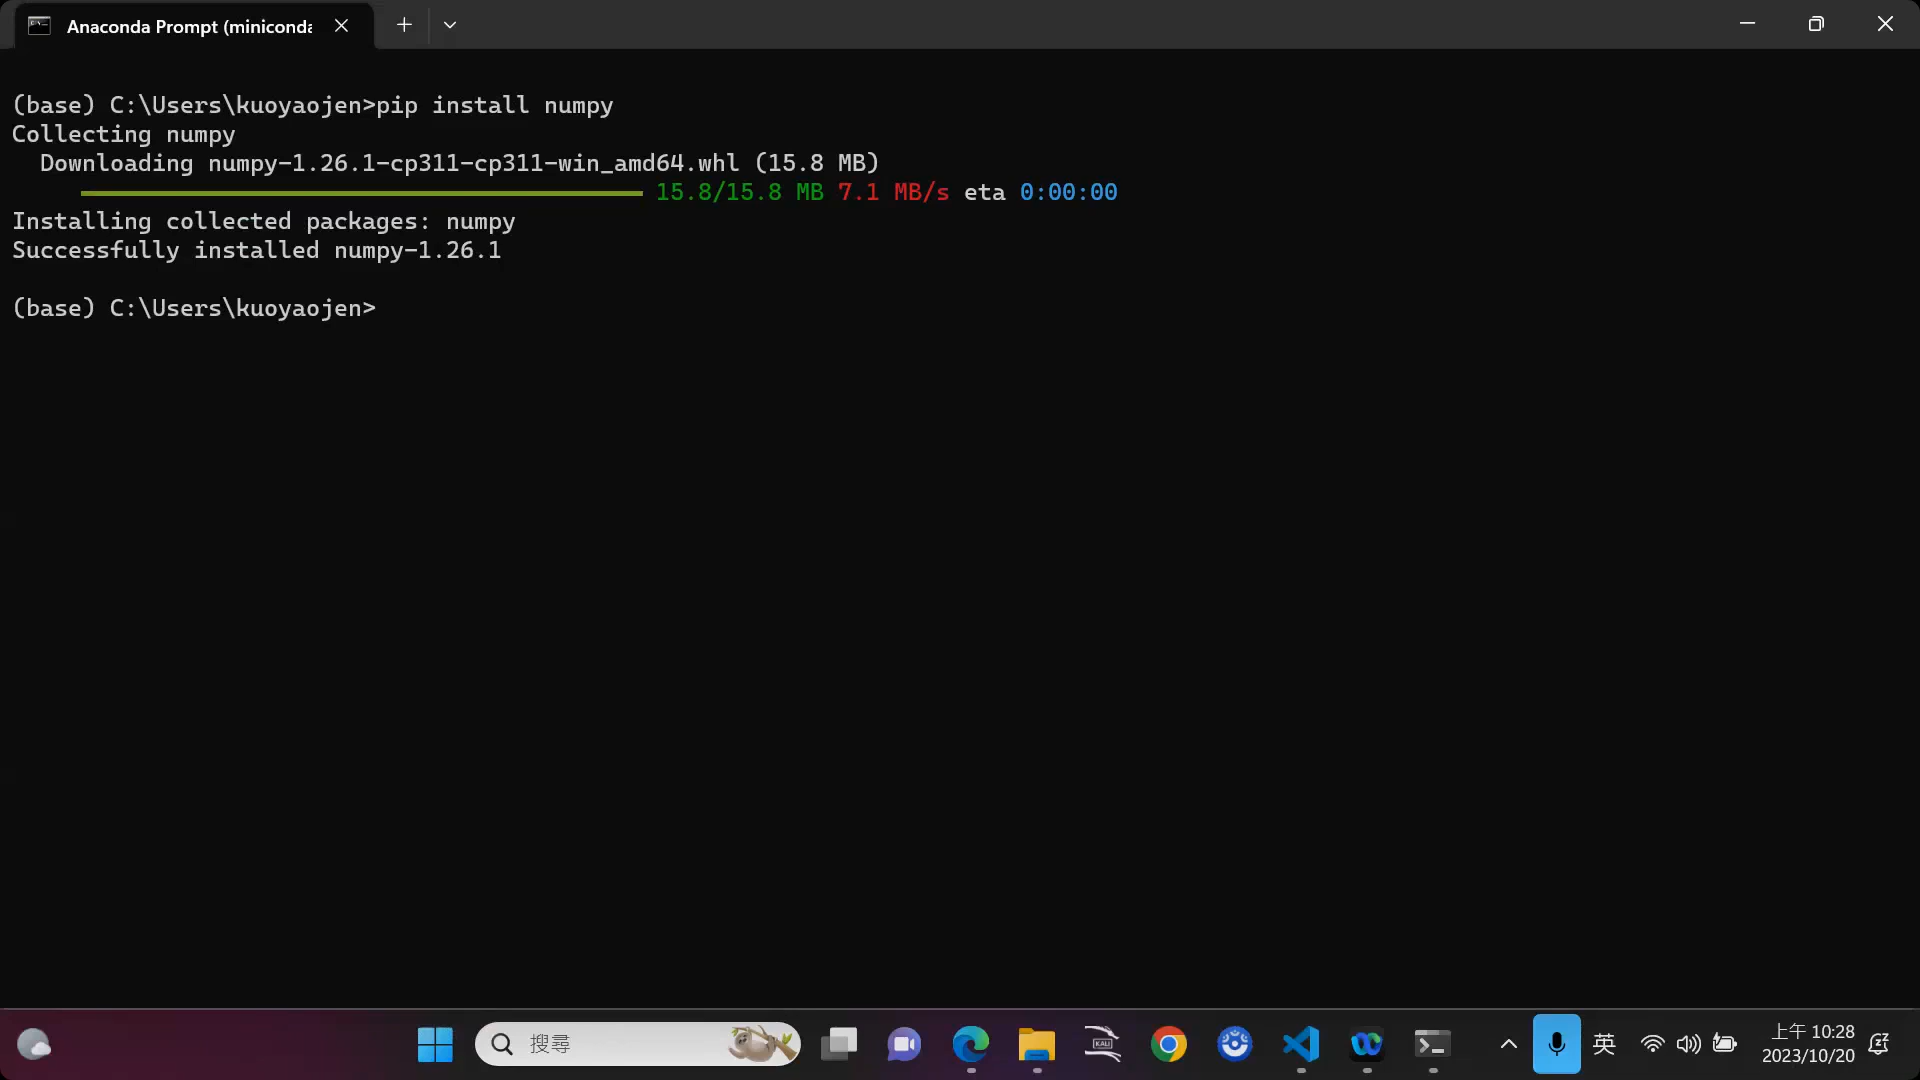 Anaconda Prompt (miniconda
(base) C:\Users\kuoyaojen>pip install numpy
Collecting numpy
  Downloading numpy-1.26.1-cp311-cp311-win_amd64.whl (15.8 MB)
15.8/15.8 MB 7.1 MB/s eta 0:00:00
Installing collected packages: numpy
Successfully installed numpy-1.26.1
(base) C:\Users\kuoyaojen>
搜尋
KALI
英
上午 10:28
2023/10/20